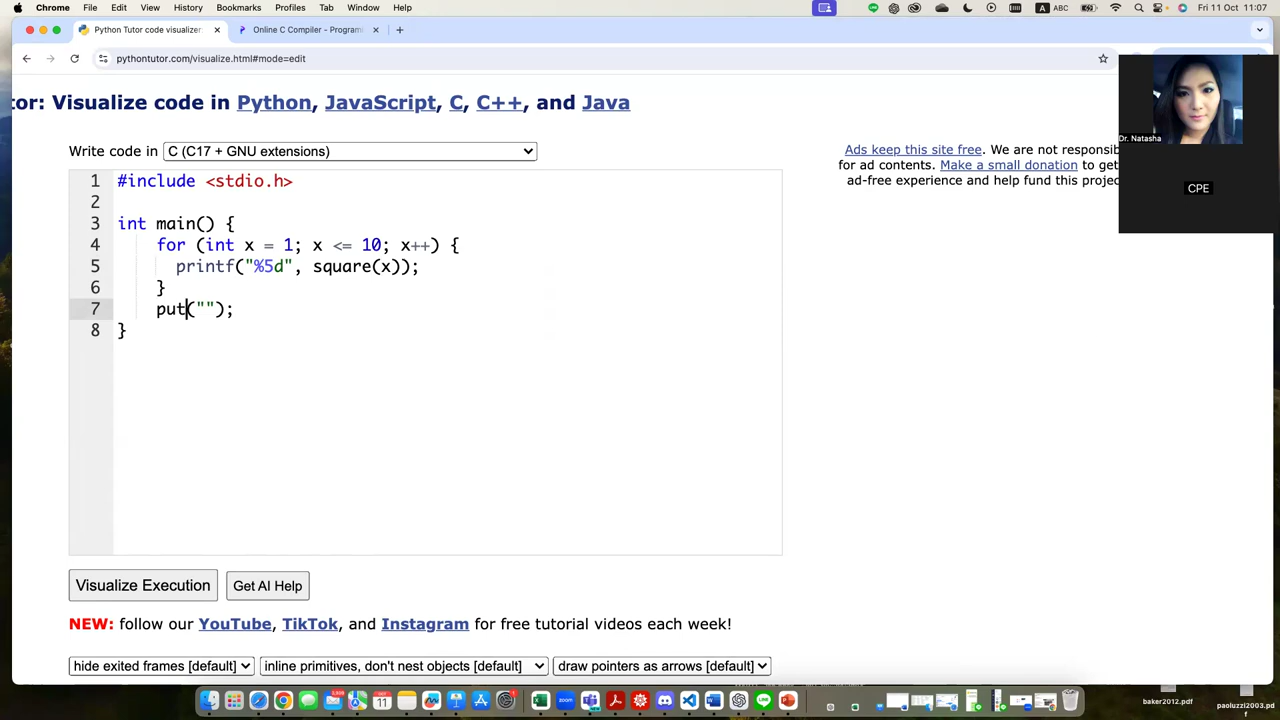 Chrome File Edit View History Bookmarks Profiles Tab Window Help
ABC
Fri 11 Jul 11:07
Python Tutor code visualizer:
Online C Compiler - Program
pythontutor.com/visualize.html#mode=edit
tor: Visualize code in Python, JavaScript, C, C++, and Java
Write code in C (C17 + GNU extensions)
Ads keep this site free. We are not responsib
for ad contents. Make a small donation to get
ad-free experience and help fund this projec
Dr. Natasha
CPE
1 #include <stdio.h>
2
3 int main() {
4 for (int x = 1; x <= 10; x++) {
5 printf("%5d", square(x));
6 }
7 put("");
8 }
Visualize Execution
Get AI Help
NEW: follow our YouTube, TikTok, and Instagram for free tutorial videos each week!
hide exited frames [default]
inline primitives, don't nest objects [default]
draw pointers as arrows [default]
baker2012.pdf
paoluzzi2003.pd
f